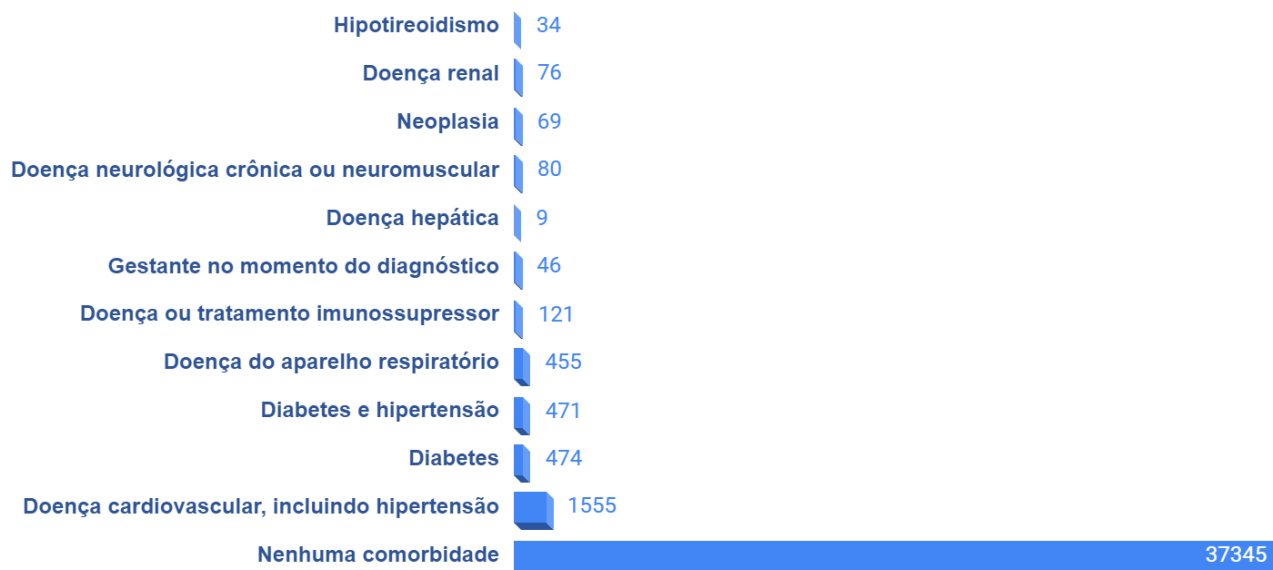 Hipotireoidismo 34
Doença renal 76
Neoplasia 69
Doença neurológica crônica ou neuromuscular 80
Doença hepática 9
Gestante no momento do diagnóstico 46
Doença ou tratamento imunossupressor 121
Doença do aparelho respiratório 455
Diabetes e hipertensão 471
Diabetes 474
Doença cardiovascular, incluindo hipertensão 1555
Nenhuma comorbidade 37345